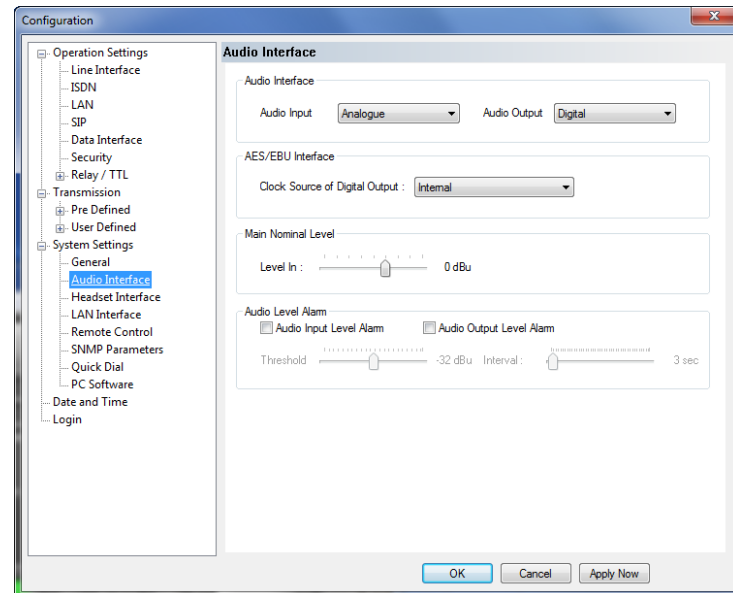 Configuration
Operation Settings
Line Interface
ISDN
LAN
SIP
Data Interface
Security
Relay / TTL
Transmission
Pre Defined
User Defined
System Settings
General
Audio Interface
Headset Interface
LAN Interface
Remote Control
SNMP Parameters
Quick Dial
PC Software
Date and Time
Login
Audio Interface
Audio Interface
Audio Input Analogue Audio Output Digital
AES/EBU Interface
Clock Source of Digital Output : Internal
Main Nominal Level
Level In : 0 dBu
Audio Level Alarm
Audio Input Level Alarm Audio Output Level Alarm
Threshold -32 dBu Interval : 3 sec
OK Cancel Apply Now